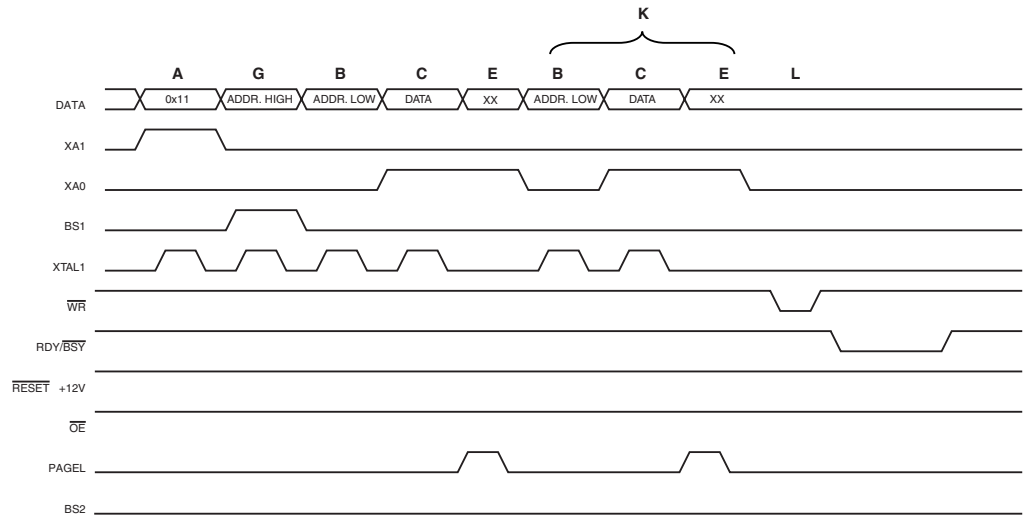 K
A G B C E B C E L
DATA 0x11 ADDR. HIGH ADDR. LOW DATA XX ADDR. LOW DATA XX
XA1
XA0
BS1
XTAL1
WR
RDY/BSY
RESET +12V
OE
PAGEL
BS2